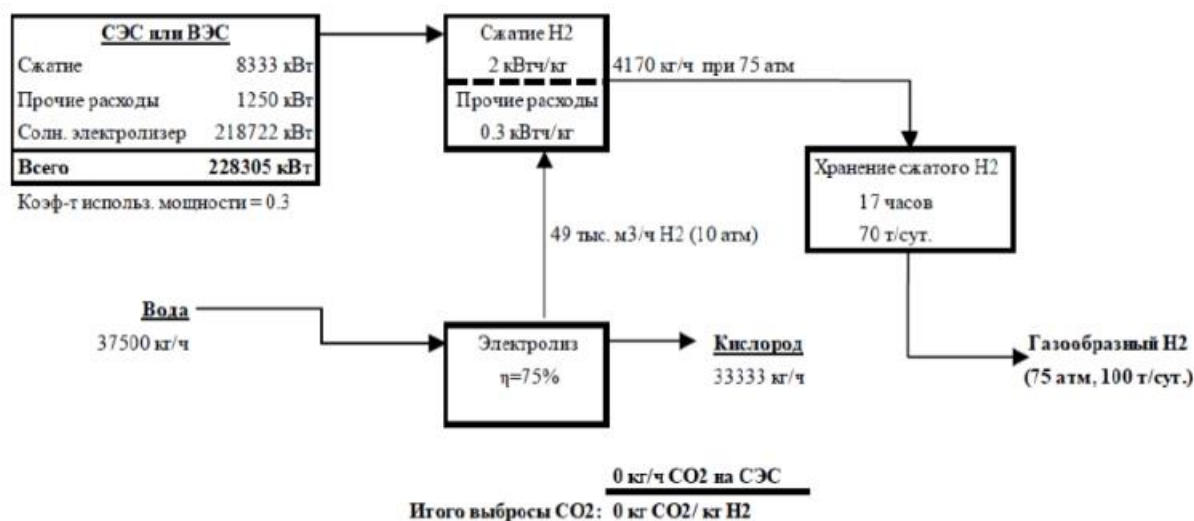 СЭС или ВЭС
Сжатие 8333 кВт
Прочие расходы 1250 кВт
Солн. электролизер 218722 кВт
Всего 228305 кВт
Коэф-т использ. мощности = 0.3
Сжатие H2
2 кВтч/кг
Прочие расходы
0.3 кВтч/кг
4170 кг/ч при 75 атм
Хранение сжатого H2
17 часов
70 т/сут.
49 тыс. м3/ч H2 (10 атм)
Вода
37500 кг/ч
Электролиз
η=75%
Кислород
33333 кг/ч
Газообразный H2
(75 атм, 100 т/сут.)
0 кг/ч CO2 на СЭС
Итого выбросы CO2: 0 kг CO2/ kг H2